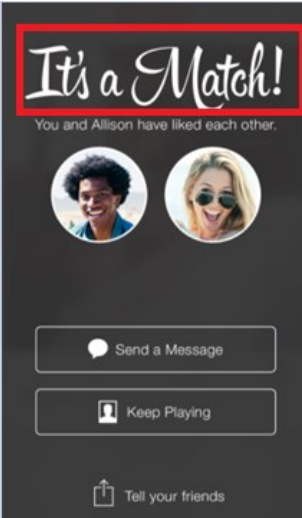 It's a Match!
You and Allison have liked each other.
Send a Message
Keep Playing
Tell your friends